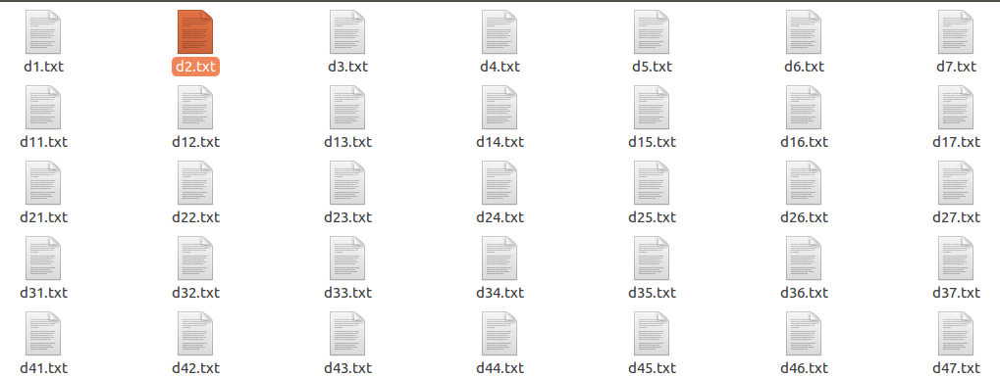 d1.txt d2.txt d3.txt d4.txt d5.txt d6.txt d7.txt
d11.txt d12.txt d13.txt d14.txt d15.txt d16.txt d17.txt
d21.txt d22.txt d23.txt d24.txt d25.txt d26.txt d27.txt
d31.txt d32.txt d33.txt d34.txt d35.txt d36.txt d37.txt
d41.txt d42.txt d43.txt d44.txt d45.txt d46.txt d47.txt